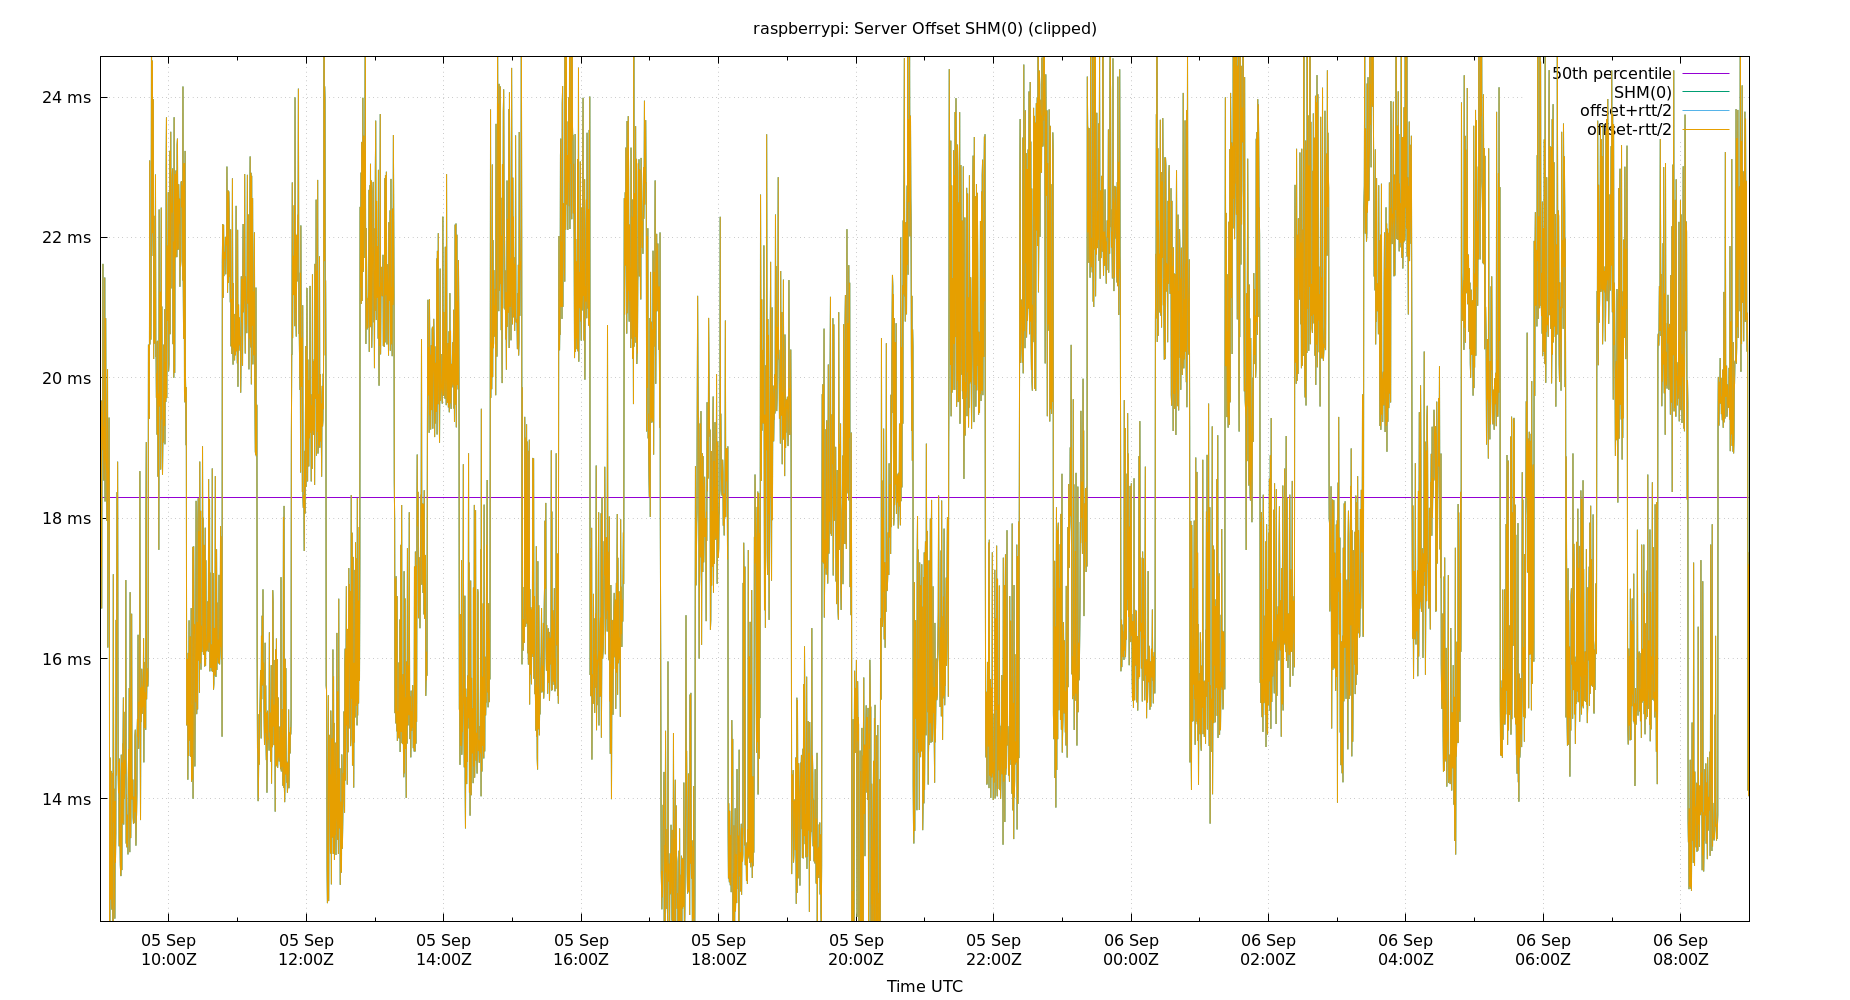 raspberrypi: Server Offset SHM(0) (clipped)
50th percentile
SHM(0)
offset+rtt/2
offset-rtt/2
24 ms
22 ms
20 ms
18 ms
16 ms
14 ms
05 Sep 05 Sep 05 Sep 05 Sep 05 Sep 05 Sep 05 Sep 06 Sep 06 Sep 06 Sep 06 Sep 06 Sep
10:00Z 12:00Z 14:00Z 16:00Z 18:00Z 20:00Z 22:00Z 00:00Z 02:00Z 04:00Z 06:00Z 08:00Z
Time UTC